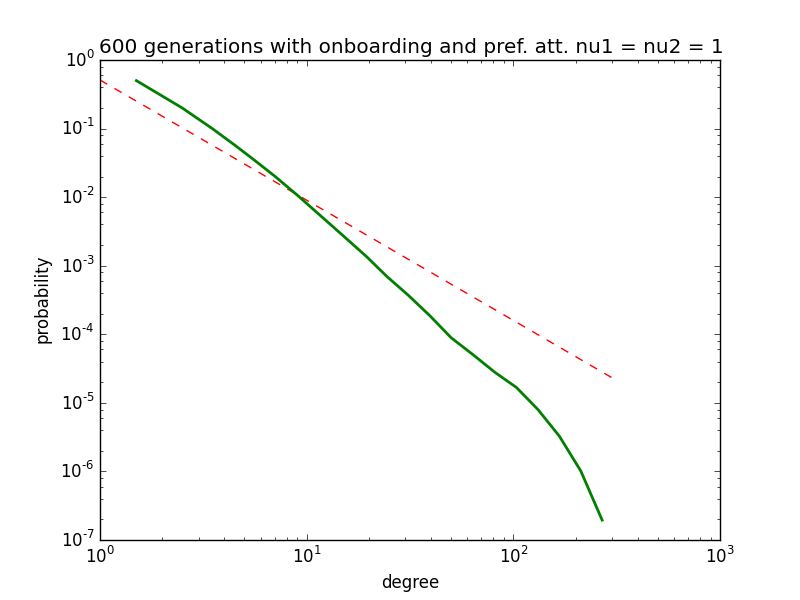 600 generations with onboarding and pref. att. nu1 = nu2 = 1
10^0
10^-1
10^-2
10^-3
10^-4
10^-5
10^-6
10^-7
probability
10^0 10^1 10^2 10^3
degree